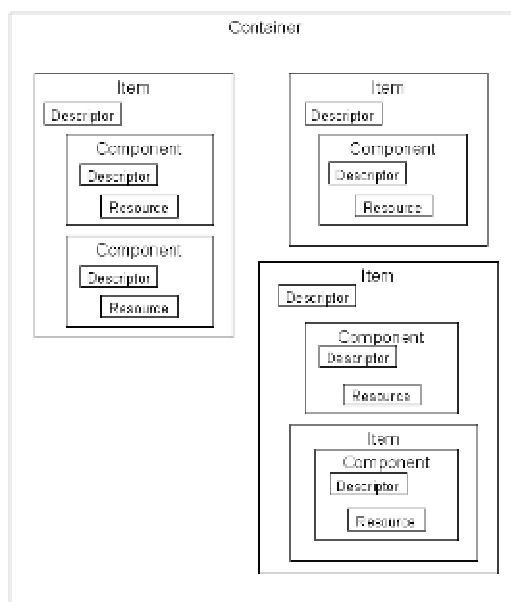 Container
Item
Descriptor
Component
Descriptor
Resource
Component
Descriptor
Resource
Item
Descriptor
Component
Descriptor
Resource
Item
Descriptor
Component
Descriptor
Resource
Item
Component
Descriptor
Resource